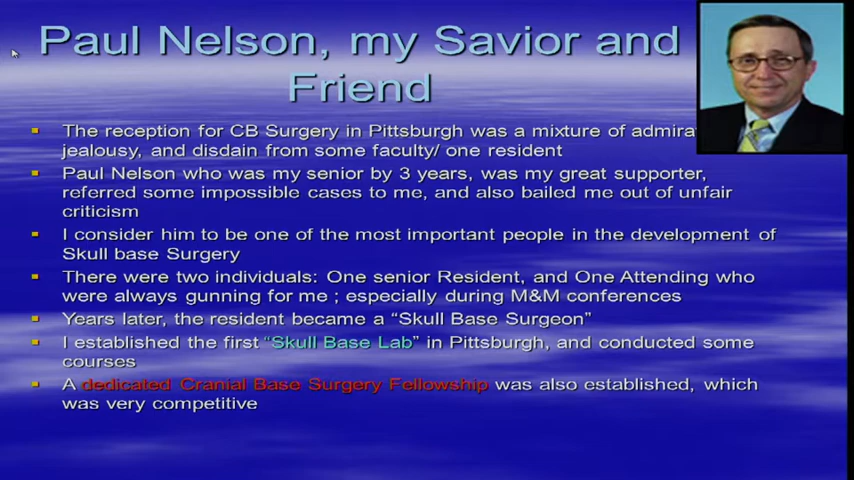 Paul Nelson, my Savior and
Friend
The reception for CB Surgery in Pittsburgh was a mixture of
jealousy, and disdain from some faculty/ one resident
Paul Nelson who was my senior by 3 years, was my great supporter,
referred some impossible cases to me, and also bailed me out of unfair
criticism
I consider him to be one of the most important people in the development of
Skull base Surgery
There were two individuals: One senior Resident, and One Attending who
were always gunning for me ; especially during M&M conferences
Years later, the resident became a “Skull Base Surgeon”
I established the first “Skull Base Lab” in Pittsburgh, and conducted some
courses
A dedicated Cranial Base Surgery Fellowship was also established, which
was very competitive